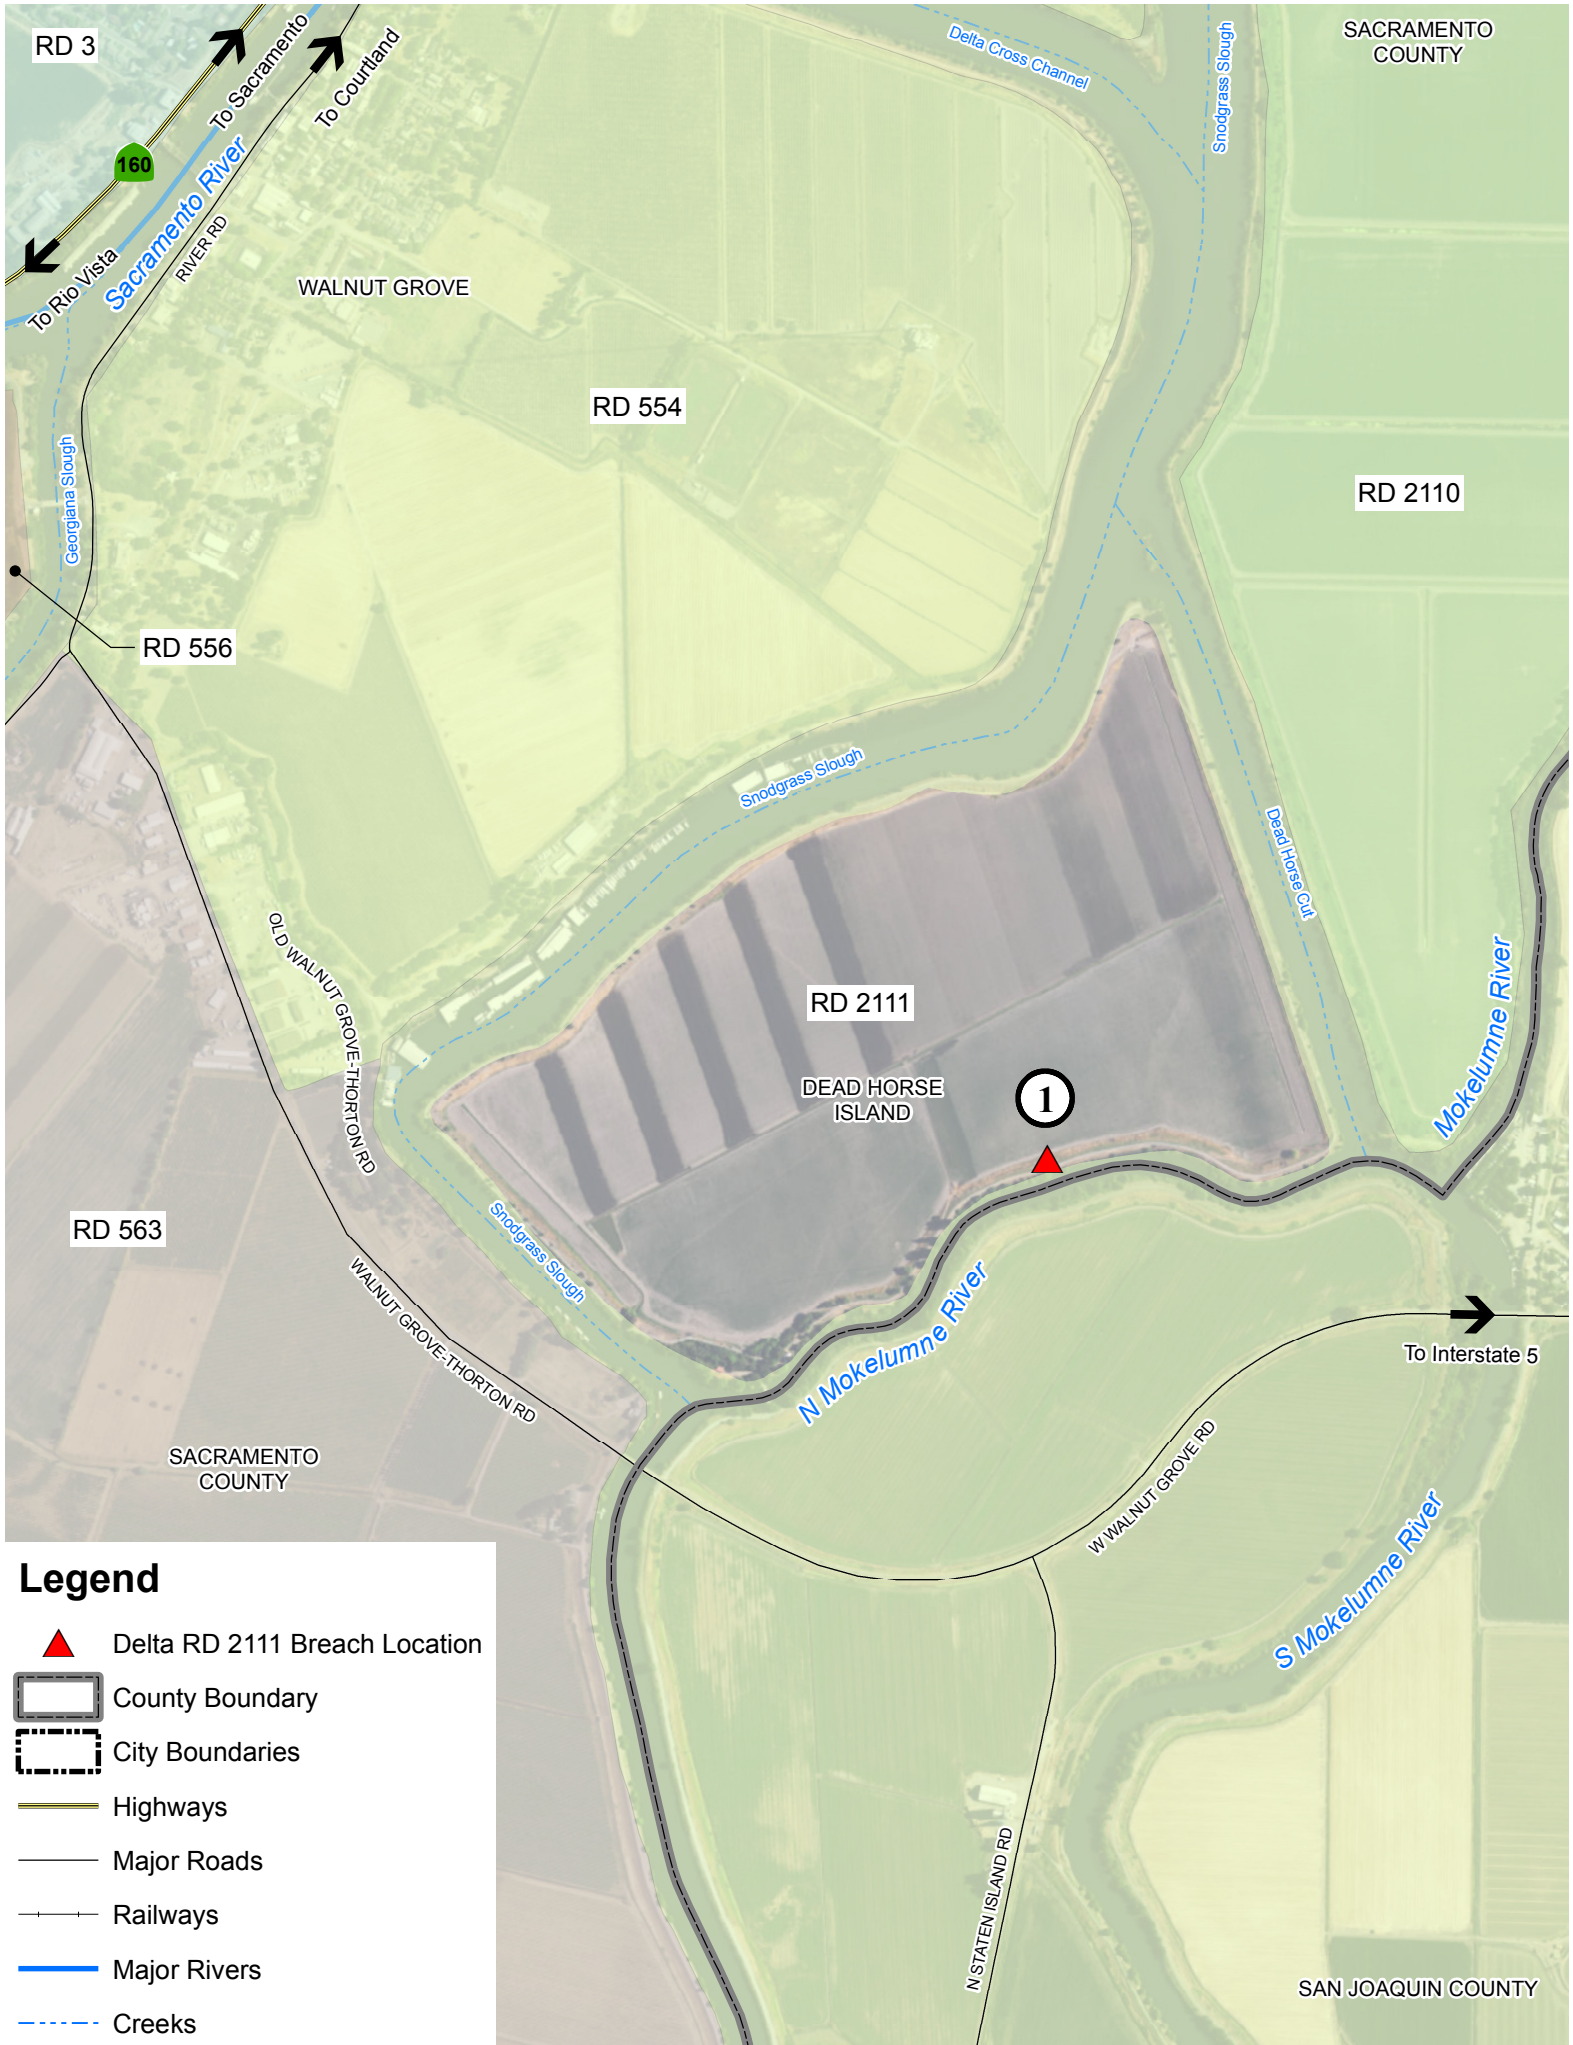 RD 3
To Sacramento
To Courtland
160
Sacramento River
To Rio Vista
RIVER RD
Delta Cross Channel
Snodgrass Slough
SACRAMENTO
COUNTY
WALNUT GROVE
RD 554
Georgiana Slough
RD 2110
RD 556
Snodgrass Slough
Dead Horse Cut
OLD WALNUT GROVE-THORTON RD
RD 2111
DEAD HORSE
ISLAND
1
Mokelumne River
RD 563
Snodgrass Slough
WALNUT GROVE-THORTON RD
N Mokelumne River
To Interstate 5
W WALNUT GROVE RD
SACRAMENTO
COUNTY
S Mokelumne River
N STATEN ISLAND RD
SAN JOAQUIN COUNTY
Legend
Delta RD 2111 Breach Location
County Boundary
City Boundaries
Highways
Major Roads
Railways
Major Rivers
Creeks